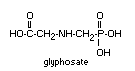 O O
HO-C-CH₂-NH-CH₂-P-OH
OH
glyphosate